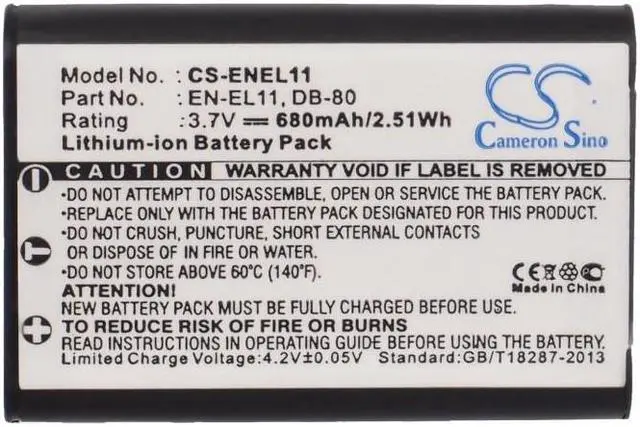 Model No. : CS-ENEL11
Part No. : EN-EL11, DB-80
Rating : 3.7V ⎓ 680mAh/2.51Wh
Lithium-ion Battery Pack
CS
Cameron Sino
CAUTION WARRANTY VOID IF LABEL IS REMOVED
•DO NOT ATTEMPT TO DISASSEMBLE, OPEN OR SERVICE THE BATTERY PACK.
•REPLACE ONLY WITH THE BATTERY PACK DESIGNATED FOR THIS PRODUCT.
•DO NOT CRUSH, PUNCTURE, SHORT EXTERNAL CONTACTS
OR DISPOSE OF IN FIRE OR WATER.
•DO NOT STORE ABOVE 60°C (140°F).
CE
Made in China
ATTENTION!
NEW BATTERY PACK MUST BE FULLY CHARGED BEFORE USE.
TO REDUCE RISK OF FIRE OR BURNS
READ INSTRUCTIONS IN OPERATING MANUAL BEFORE USE.
Limited Charge Voltage:4.2V±0.05V Standard:GB/T18287-2013
− T +